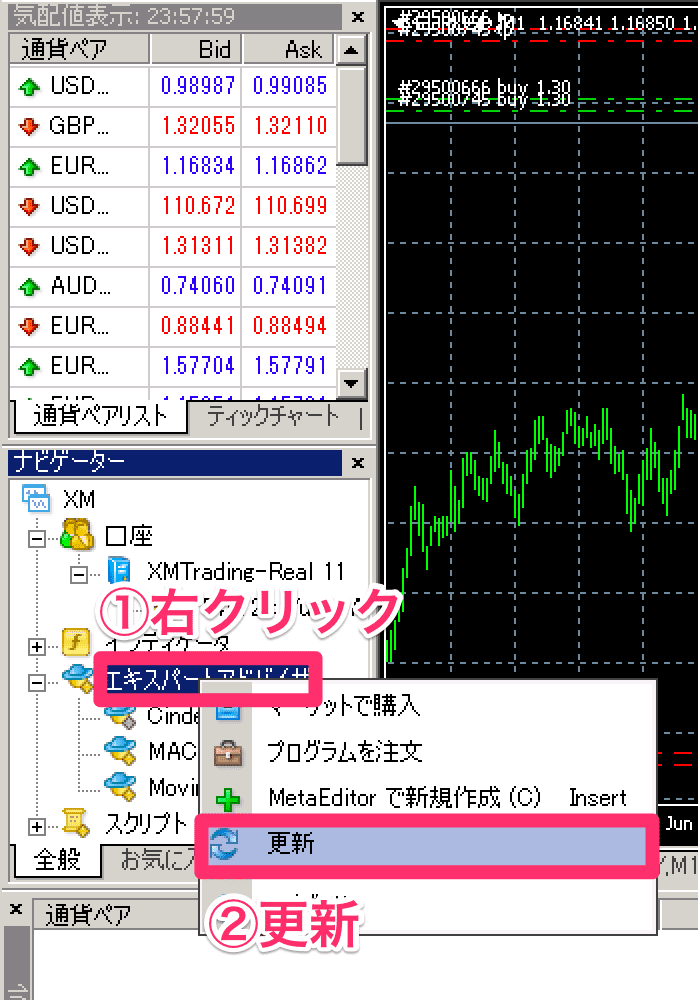 気配値表示: 23:57:59
通貨ペア Bid Ask
USD... 0.98987 0.99085
GBP... 1.32055 1.32110
EUR... 1.16834 1.16862
USD... 110.672 110.699
USD... 1.31311 1.31382
AUD... 0.74060 0.74091
EUR... 0.88441 0.88494
EUR... 1.57704 1.57791
通貨ペアリスト ティックチャート
1.16841 1.16850 1.
#29500666 buy 1.30
#29500745 buy 1.30
ナビゲーター
XM
口座
XMTrading-Real 11
①右クリック
インディケータ
エキスパートアドバイザ
Cinde
MAC
Movi
スクリプト
全般 お気に入
マーケットで購入
プログラムを注文
MetaEditor で新規作成 (C) Insert
更新
②更新
Jun
,M1
通貨ペア